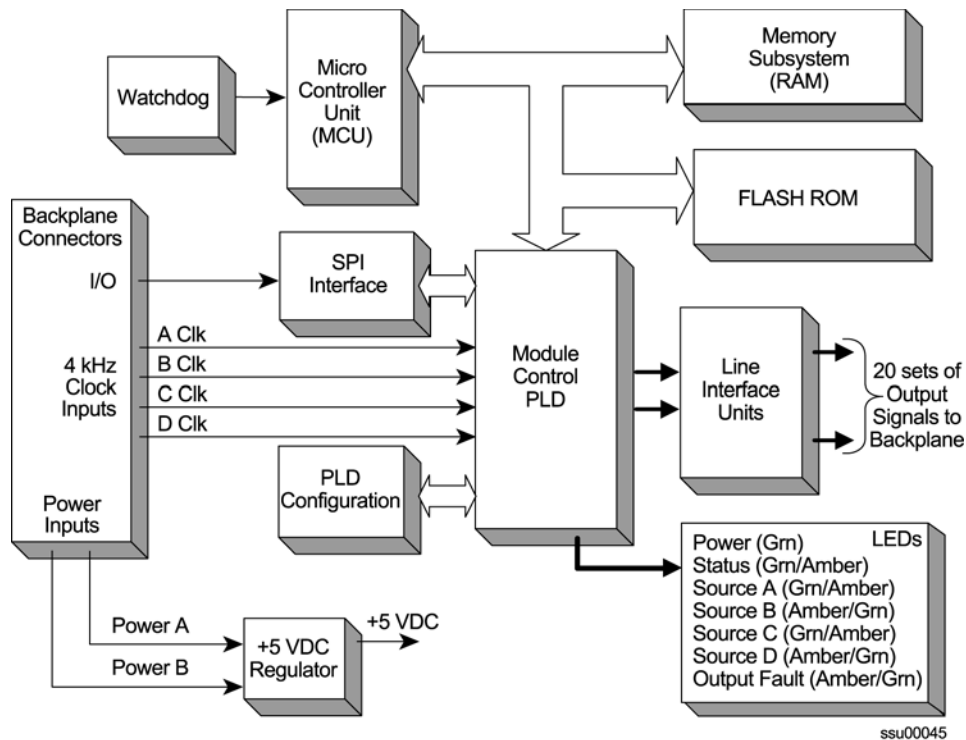 Watchdog
Micro
Controller
Unit
(MCU)
Memory
Subsystem
(RAM)
FLASH ROM
Backplane
Connectors
I/O
4 kHz
Clock
Inputs
Power
Inputs
SPI
Interface
A Clk
B Clk
C Clk
D Clk
PLD
Configuration
Module
Control
PLD
Line
Interface
Units
20 sets of
Output
Signals to
Backplane
LEDs
Power (Grn)
Status (Grn/Amber)
Source A (Grn/Amber)
Source B (Amber/Grn)
Source C (Grn/Amber)
Source D (Amber/Grn)
Output Fault (Amber/Grn)
Power A
Power B
+5 VDC
Regulator
+5 VDC
ssu00045